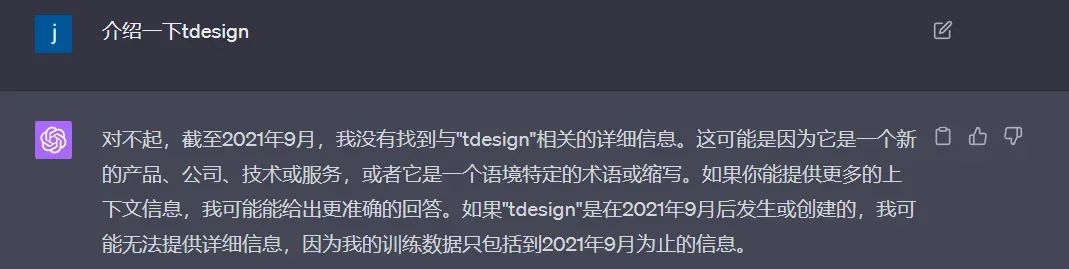 j
介绍一下tdesign
对不起，截至2021年9月，我没有找到与"tdesign"相关的详细信息。这可能是因为它是一个新
的产品、公司、技术或服务，或者它是一个语境特定的术语或缩写。如果你能提供更多的上
下文信息，我可能能给出更准确的回答。如果"tdesign"是在2021年9月后发生或创建的，我可
能无法提供详细信息，因为我的训练数据只包括到2021年9月为止的信息。